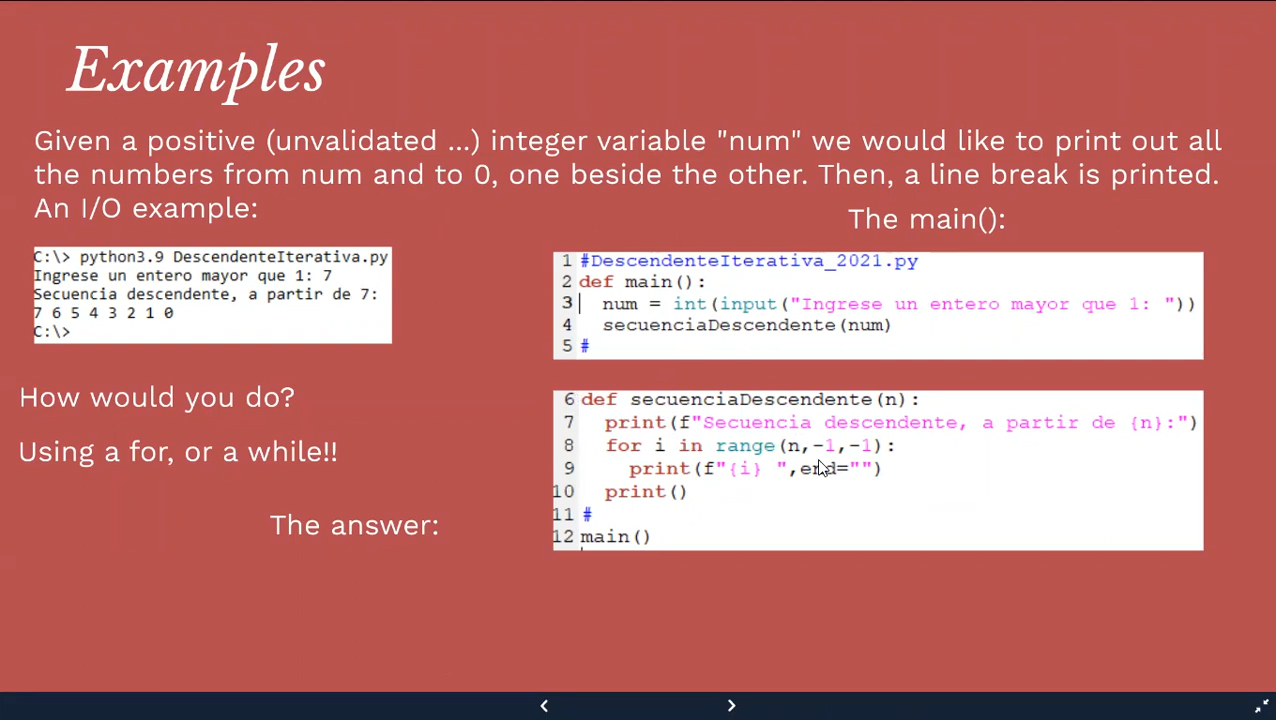 Examples
Given a positive (unvalidated ...) integer variable "num" we would like to print out all
the numbers from num and to 0, one beside the other. Then, a line break is printed.
An I/O example:
The main():
C:\> python3.9 DescendenteIterativa.py
Ingrese un entero mayor que 1: 7
Secuencia descendente, a partir de 7:
7 6 5 4 3 2 1 0
C:\>
1 #DescendenteIterativa_2021.py
2 def main():
3   num = int(input("Ingrese un entero mayor que 1: "))
4   secuenciaDescendente(num)
5 #
How would you do?
Using a for, or a while!!
The answer:
6 def secuenciaDescendente(n):
7   print(f"Secuencia descendente, a partir de {n}:")
8   for i in range(n,-1,-1):
9     print(f"{i} ",end="")
10   print()
11 #
12 main()